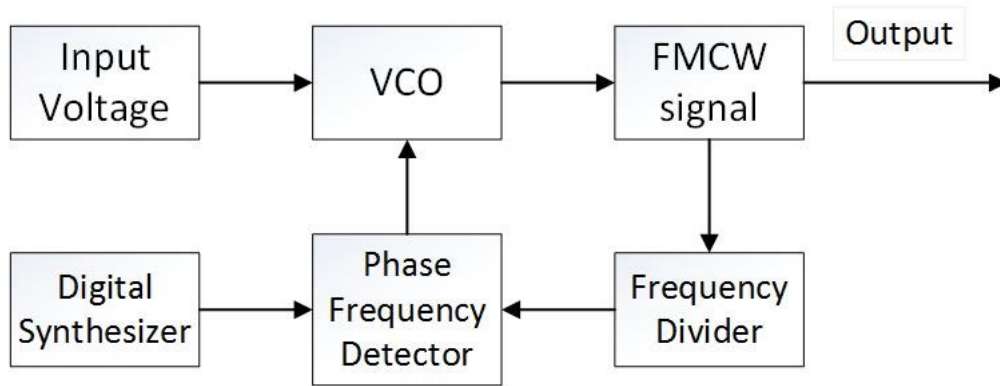 Input
Voltage
VCO
FMCW
signal
Output
Digital
Synthesizer
Phase
Frequency
Detector
Frequency
Divider